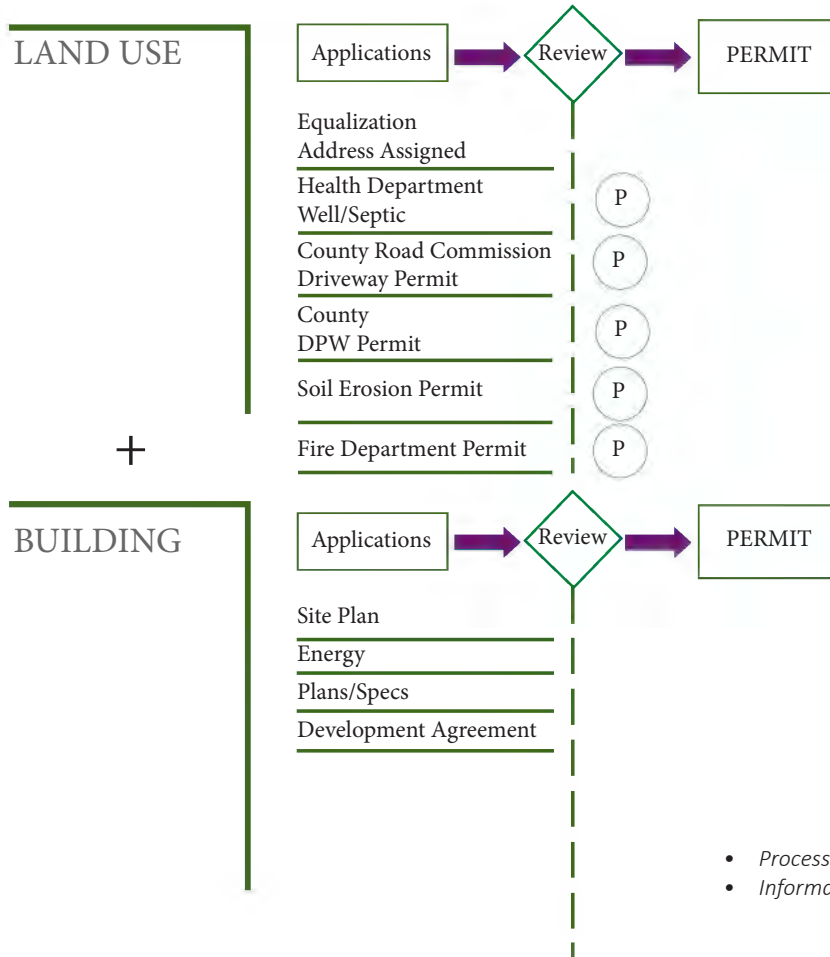 LAND USE
Applications
Review
PERMIT
Equalization
Address Assigned
Health Department
Well/Septic
P
County Road Commission
Driveway Permit
P
County
DPW Permit
P
Soil Erosion Permit
P
Fire Department Permit
P
+
BUILDING
Applications
Review
PERMIT
Site Plan
Energy
Plans/Specs
Development Agreement
• Process
•